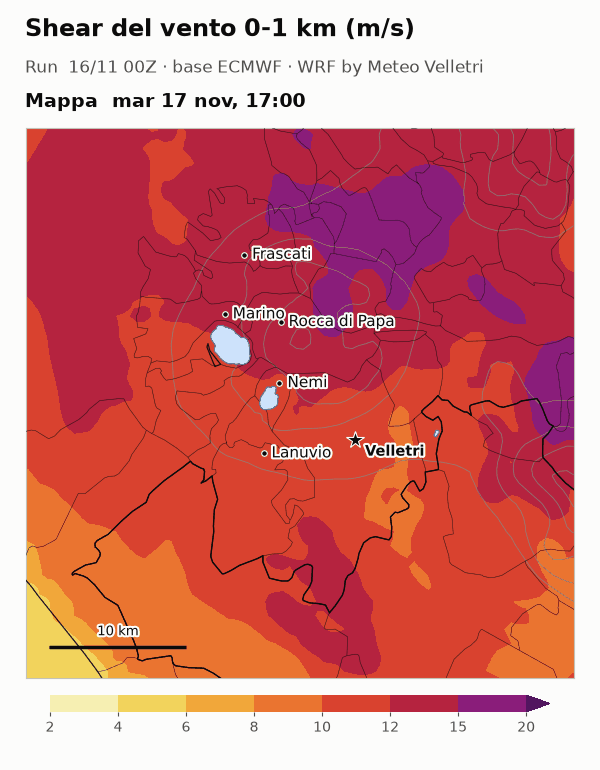 Shear del vento 0-1 km (m/s)
Run  16/11 00Z · base ECMWF · WRF by Meteo Velletri
Mappa  mar 17 nov, 17:00
Frascati
Marino
Rocca di Papa
Nemi
Velletri
Lanuvio
10 km
2 4 6 8 10 12 15 20